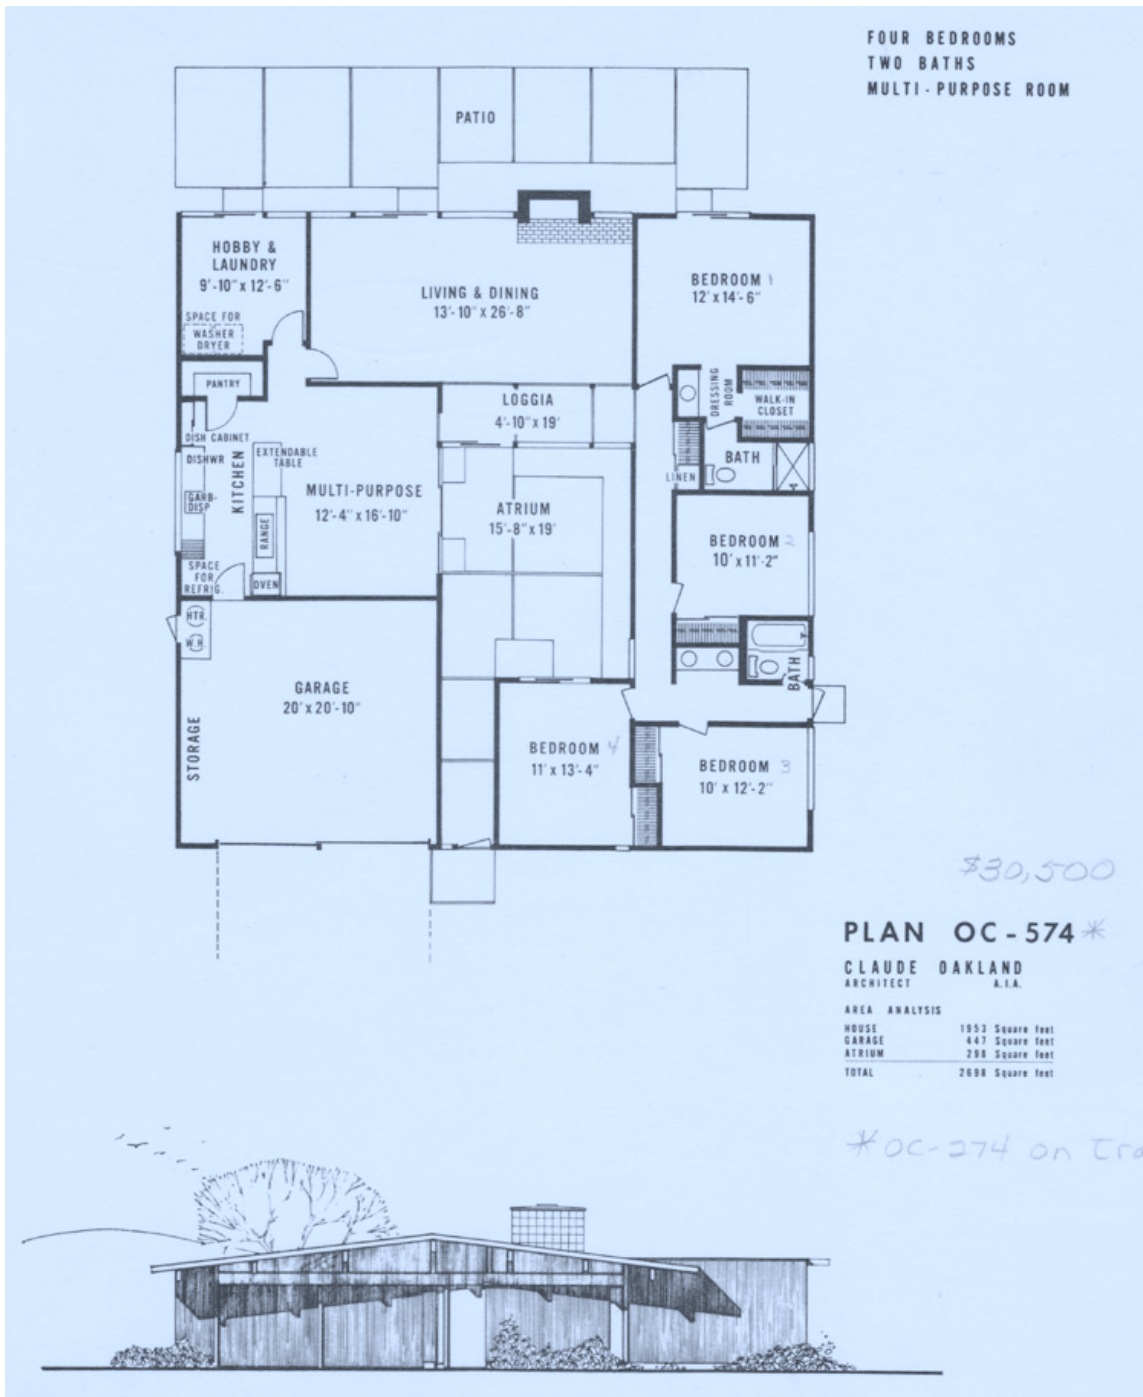 FOUR BEDROOMS
TWO BATHS
MULTI-PURPOSE ROOM
PATIO
HOBBY &
LAUNDRY
9'-10" x 12'-6"
SPACE FOR
WASHER
DRYER
LIVING & DINING
13'-10" x 26'-8"
BEDROOM 1
12' x 14'-6"
PANTRY
LOGGIA
4'-10" x 19'
DRESSING
ROOM
WALK-IN
CLOSET
DISH CABINET
DISHWR
GARB-
DISP
KITCHEN
EXTENDABLE
TABLE
MULTI-PURPOSE
12'-4" x 16'-10"
RANGE
OVEN
SPACE
FOR
REFRIG.
ATRIUM
15'-8" x 19'
BATH
LINEN
BEDROOM 2
10' x 11'-2"
HTR.
W.H.
GARAGE
20' x 20'-10"
STORAGE
BATH
BEDROOM 4
11' x 13'-4"
BEDROOM 3
10' x 12'-2"
$30,500
PLAN OC-574*
CLAUDE OAKLAND
ARCHITECT A.I.A.
AREA ANALYSIS
HOUSE 1953 Square feet
GARAGE 447 Square feet
ATRIUM 298 Square feet
TOTAL 2698 Square feet
*OC-274 on